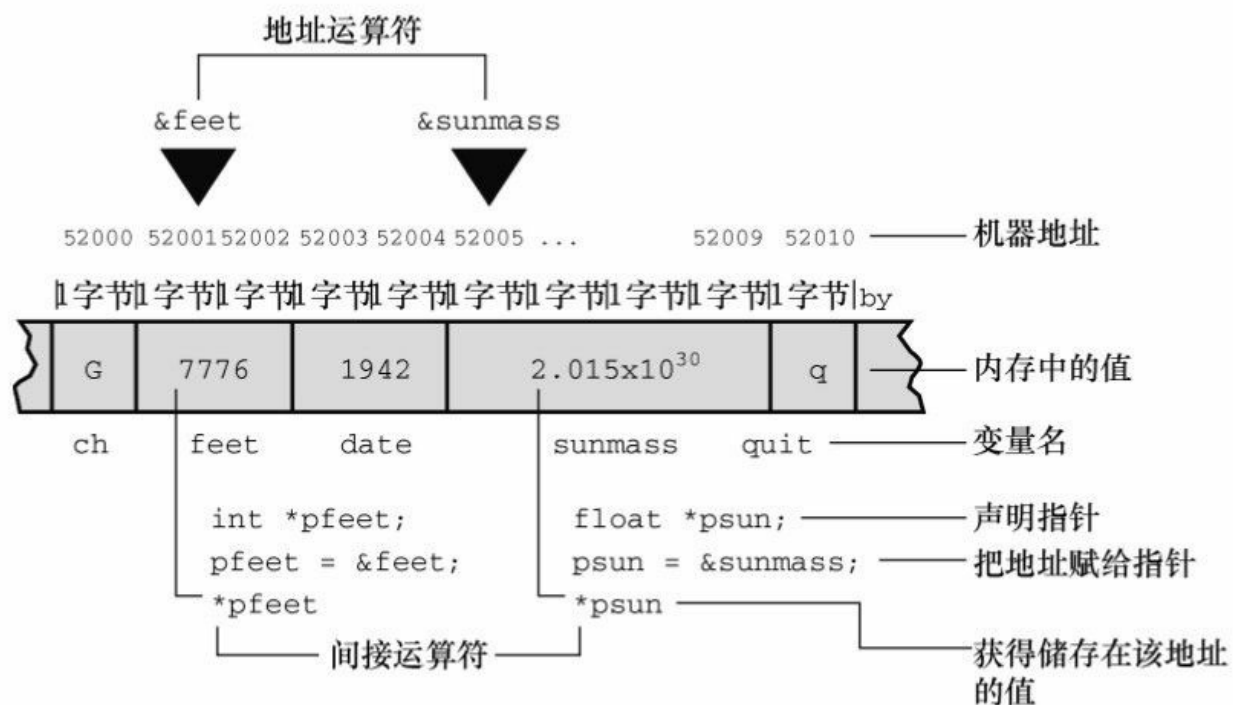 地址运算符
&feet &sunmass
52000 52001 52002 52003 52004 52005 ... 52009 52010 机器地址
1字节 1字节 1字节 1字节 1字节 1字节 1字节 1字节 1字节 1字节 by
G 7776 1942 2.015x10³⁰ q 内存中的值
ch feet date sunmass quit 变量名
int *pfeet; float *psun; 声明指针
pfeet = &feet; psun = &sunmass; 把地址赋给指针
*pfeet *psun
间接运算符 获得储存在该地址
的值